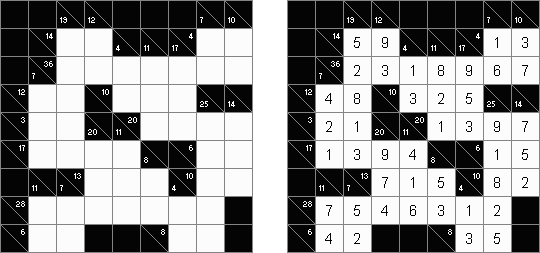 19 12 7 10
14 4 11 17 4
7 36
12 10 25 14
3 20 11 20
17 8 6
11 7 13 4 10
28
6 8
19 12 7 10
14 5 9 4 11 17 4 1 3
7 36 2 3 1 8 9 6 7
12 4 8 10 3 2 5 25 14
3 2 1 20 11 20 1 3 9 7
17 1 3 9 4 8 6 1 5
11 7 13 7 1 5 4 10 8 2
28 7 5 4 6 3 1 2
6 4 2 8 3 5